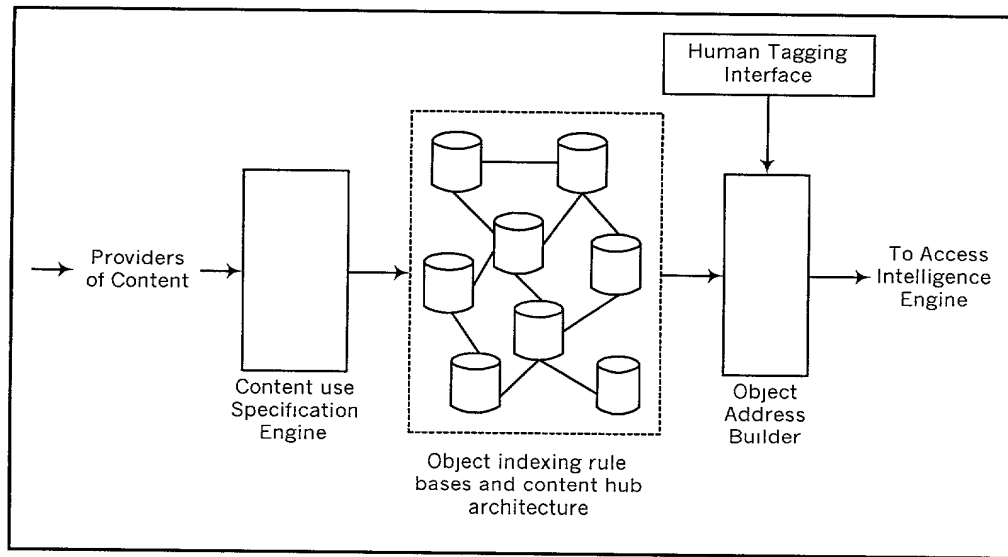 Human Tagging
Interface
Providers
of Content
To Access
Intelligence
Engine
Content use
Specification
Engine
Object
Address
Builder
Object indexing rule
bases and content hub
architecture